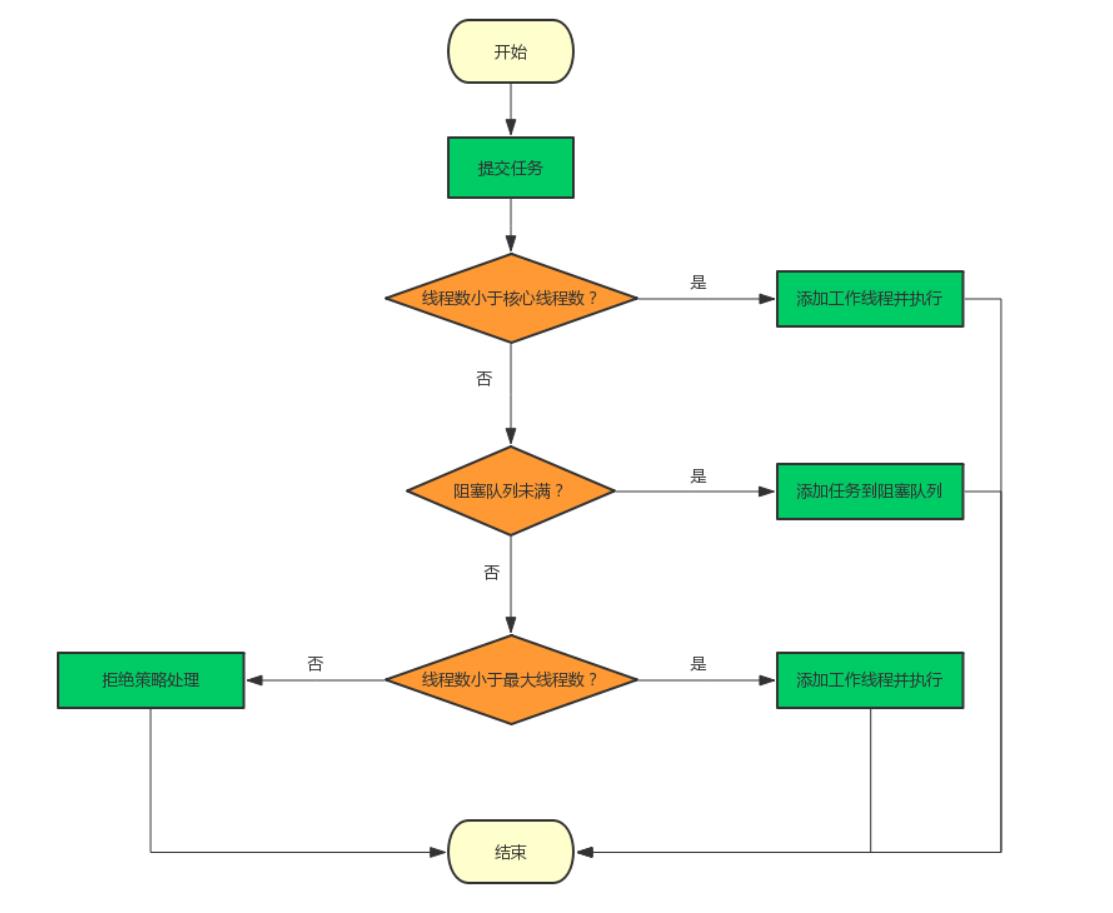 开始
提交任务
线程数小于核心线程数？
是
添加工作线程并执行
否
阻塞队列未满？
是
添加任务到阻塞队列
否
拒绝策略处理
否
线程数小于最大线程数？
是
添加工作线程并执行
结束